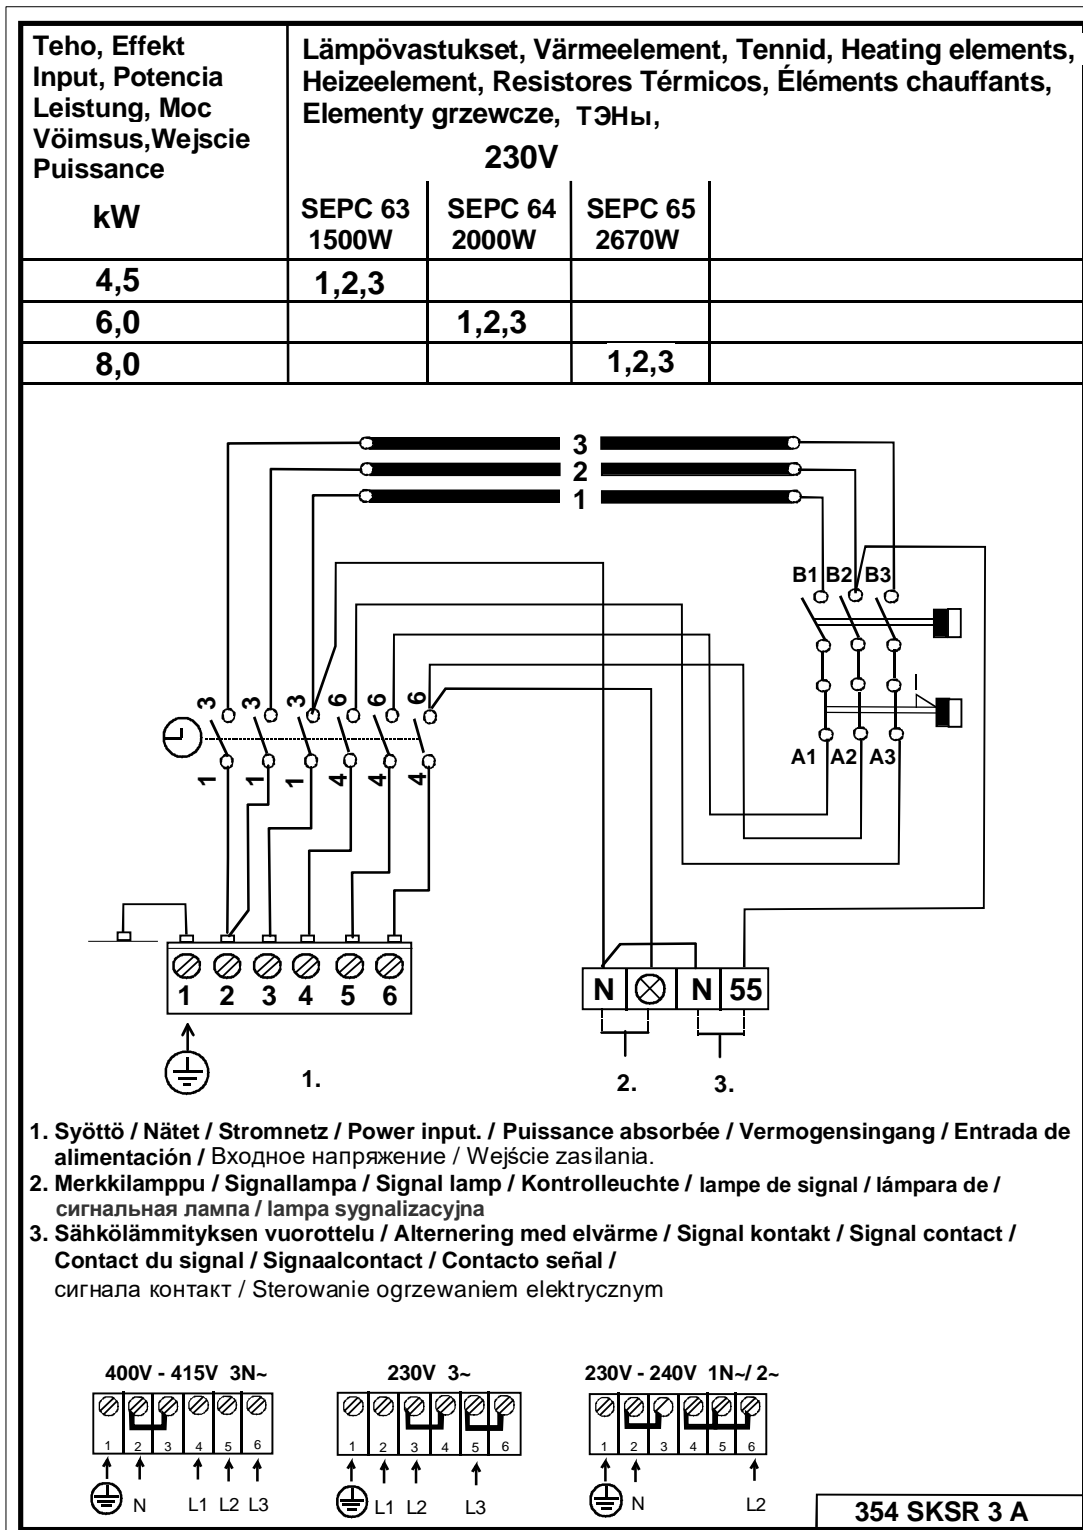 Teho, Effekt
Input, Potencia
Leistung, Moc
Vöimsus,Wejscie
Puissance
kW
Lämpövastukset, Värmeelement, Tennid, Heating elements,
Heizeelement, Resistores Térmicos, Éléments chauffants,
Elementy grzewcze, ТЭНы,
230V
SEPC 63 SEPC 64 SEPC 65
1500W 2000W 2670W
4,5 1,2,3
6,0 1,2,3
8,0 1,2,3
3
2
1
B1 B2 B3
3 3 3 6 6 6
1 1 1 4 4 4
A1 A2 A3
1 2 3 4 5 6
N N 55
1. 2. 3.
1. Syöttö / Nätet / Stromnetz / Power input. / Puissance absorbée / Vermogensingang / Entrada de
alimentación / Входное напряжение / Wejście zasilania.
2. Merkkilamppu / Signallampa / Signal lamp / Kontrolleuchte / lampe de signal / lámpara de /
сигнальная лампа / lampa sygnalizacyjna
3. Sähkölämmityksen vuorottelu / Alternering med elvärme / Signal kontakt / Signal contact /
Contact du signal / Signaalcontact / Contacto señal /
сигнала контакт / Sterowanie ogrzewaniem elektrycznym
400V - 415V 3N~ 230V 3~ 230V - 240V 1N~/ 2~
1 2 3 4 5 6 1 2 3 4 5 6 1 2 3 4 5 6
N L1 L2 L3 L1 L2 L3 N L2
354 SKSR 3 A